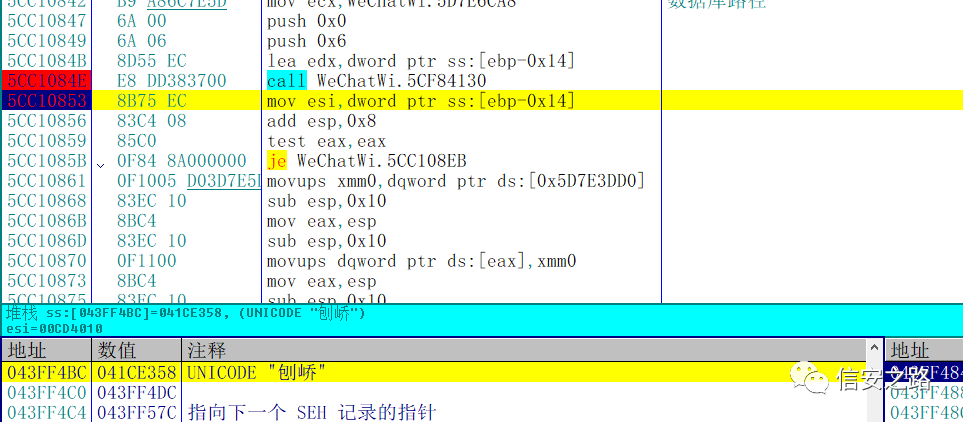 5CC10842 B9 A86C7E5D mov ecx,WeChatWi.5D7E6CA8 数据库路径
5CC10847 6A 00 push 0x0
5CC10849 6A 06 push 0x6
5CC1084B 8D55 EC lea edx,dword ptr ss:[ebp-0x14]
5CC1084E E8 DD383700 call WeChatWi.5CF84130
5CC10853 8B75 EC mov esi,dword ptr ss:[ebp-0x14]
5CC10856 83C4 08 add esp,0x8
5CC10859 85C0 test eax,eax
5CC1085B 0F84 8A000000 je WeChatWi.5CC108EB
5CC10861 0F1005 D03D7E5D movups xmm0,dqword ptr ds:[0x5D7E3DD0]
5CC10868 83EC 10 sub esp,0x10
5CC1086B 8BC4 mov eax,esp
5CC1086D 83EC 10 sub esp,0x10
5CC10870 0F1100 movups dqword ptr ds:[eax],xmm0
5CC10873 8BC4 mov eax,esp
5CC10875 83EC 10 sub esp,0x10
堆栈 ss:[043FF4BC]=041CE358, (UNICODE "刨峤")
esi=00CD4010
地址 数值 注释 地址
043FF4BC 041CE358 UNICODE "刨峤"
043FF4C0 043FF4DC 043FF488
043FF4C4 043FF57C 指向下一个 SEH 记录的指针
信安之路